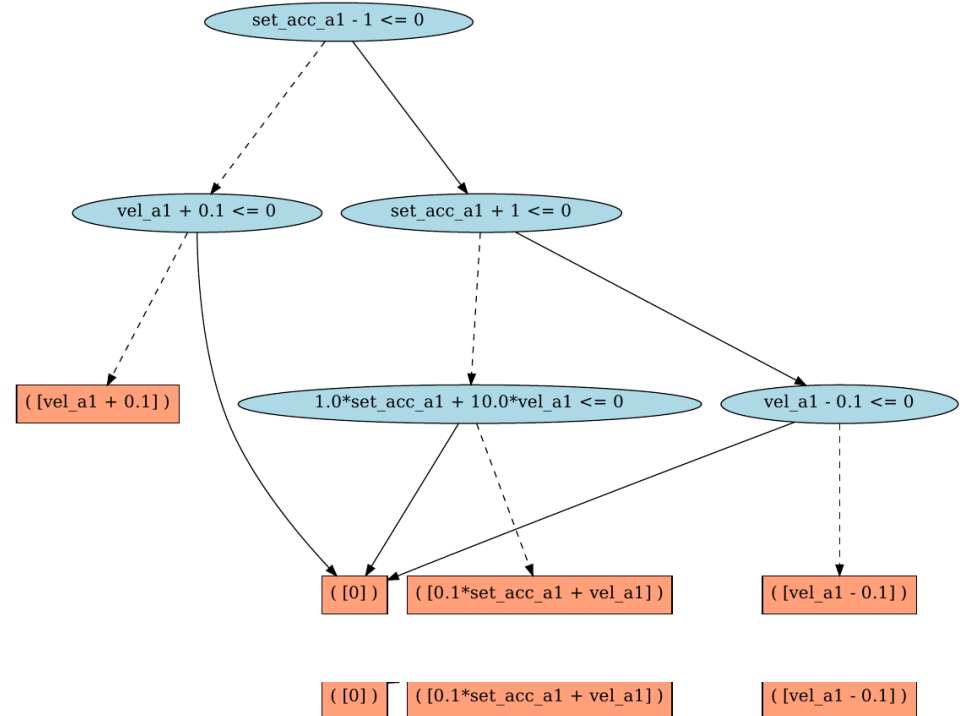 set_acc_a1 - 1 <= 0
vel_a1 + 0.1 <= 0
set_acc_a1 + 1 <= 0
( [vel_a1 + 0.1] )
1.0*set_acc_a1 + 10.0*vel_a1 <= 0
vel_a1 - 0.1 <= 0
( [0] )
( [0.1*set_acc_a1 + vel_a1] )
( [vel_a1 - 0.1] )
( [0] )
( [0.1*set_acc_a1 + vel_a1] )
( [vel_a1 - 0.1] )